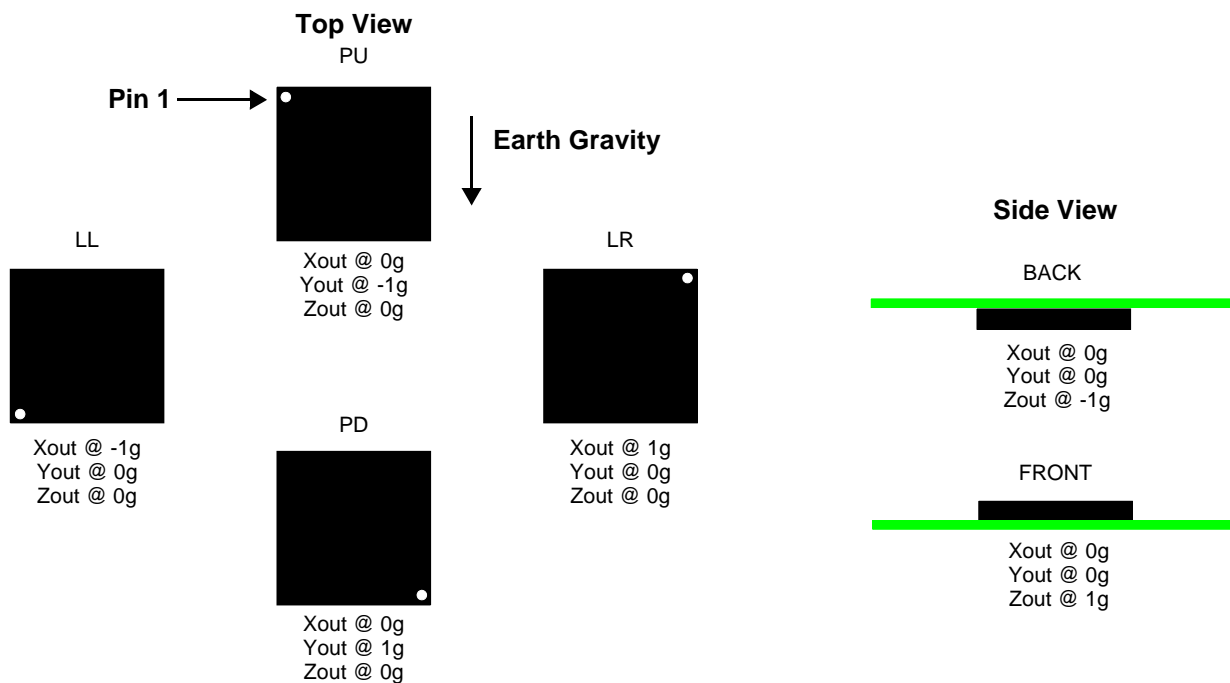 Top View
PU
Pin 1
Earth Gravity
Xout @ 0g
Yout @ -1g
Zout @ 0g
LL
Xout @ -1g
Yout @ 0g
Zout @ 0g
LR
Xout @ 1g
Yout @ 0g
Zout @ 0g
PD
Xout @ 0g
Yout @ 1g
Zout @ 0g
Side View
BACK
Xout @ 0g
Yout @ 0g
Zout @ -1g
FRONT
Xout @ 0g
Yout @ 0g
Zout @ 1g